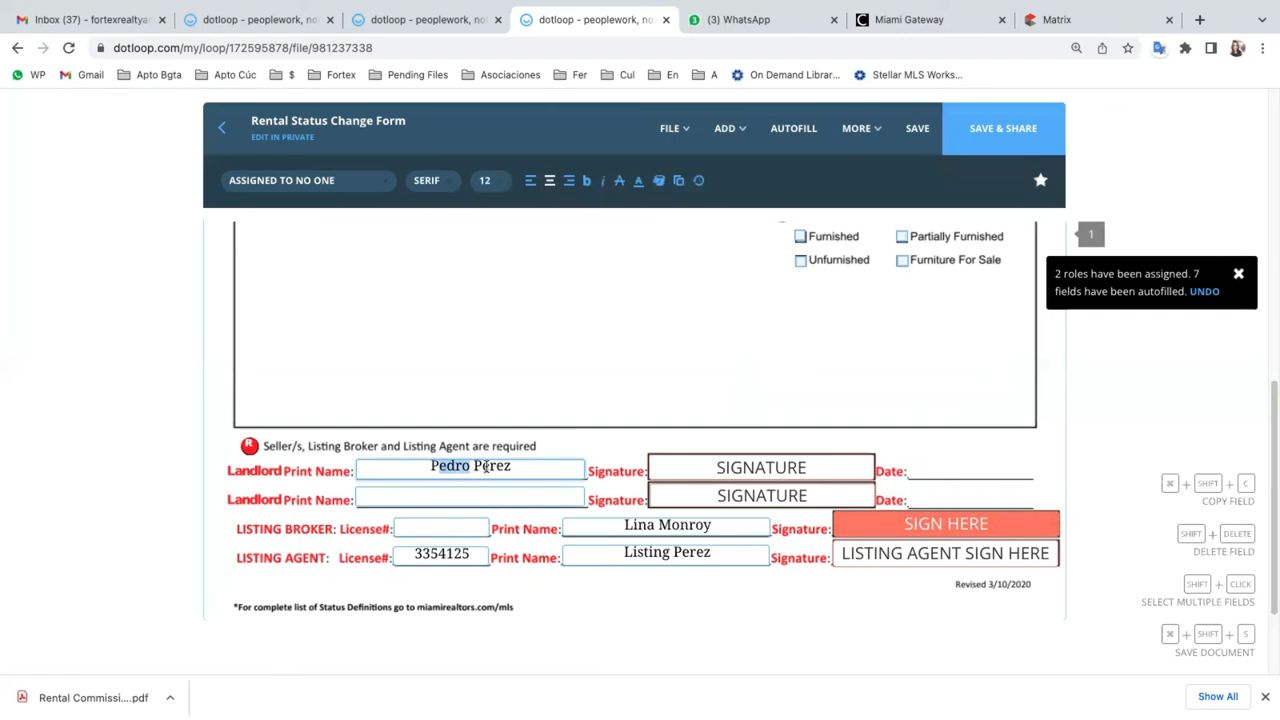 Inbox (37) - fortexrealtya
dotloop - peoplework, no
dotloop - peoplework, not
dotloop - peoplework, no
(3) WhatsApp
Miami Gateway
Matrix
dotloop.com/my/loop/172595878/file/981237338
WP
Gmail
Apto Bgta
Apto Cúc
$
Fortex
Pending Files
Asociaciones
Fer
Cul
En
A
On Demand Librar...
Stellar MLS Works...
Rental Status Change Form
EDIT IN PRIVATE
FILE
ADD
AUTOFILL
MORE
SAVE
SAVE & SHARE
ASSIGNED TO NO ONE
SERIF
12
b
i
A
A
1
Furnished
Partially Furnished
Unfurnished
Furniture For Sale
2 roles have been assigned. 7
fields have been autofilled. UNDO
R Seller/s, Listing Broker and Listing Agent are required
Landlord Print Name: Pedro Perez Signature: SIGNATURE Date:
Landlord Print Name: Signature: SIGNATURE Date:
LISTING BROKER: License#: Print Name: Lina Monroy Signature: SIGN HERE
LISTING AGENT: License#: 3354125 Print Name: Listing Perez Signature: LISTING AGENT SIGN HERE
Revised 3/10/2020
*For complete list of Status Definitions go to miamirealtors.com/mls
⌘ + SHIFT + C
COPY FIELD
SHIFT + DELETE
DELETE FIELD
SHIFT + CLICK
SELECT MULTIPLE FIELDS
⌘ + SHIFT + S
SAVE DOCUMENT
Rental Commissi....pdf
Show All